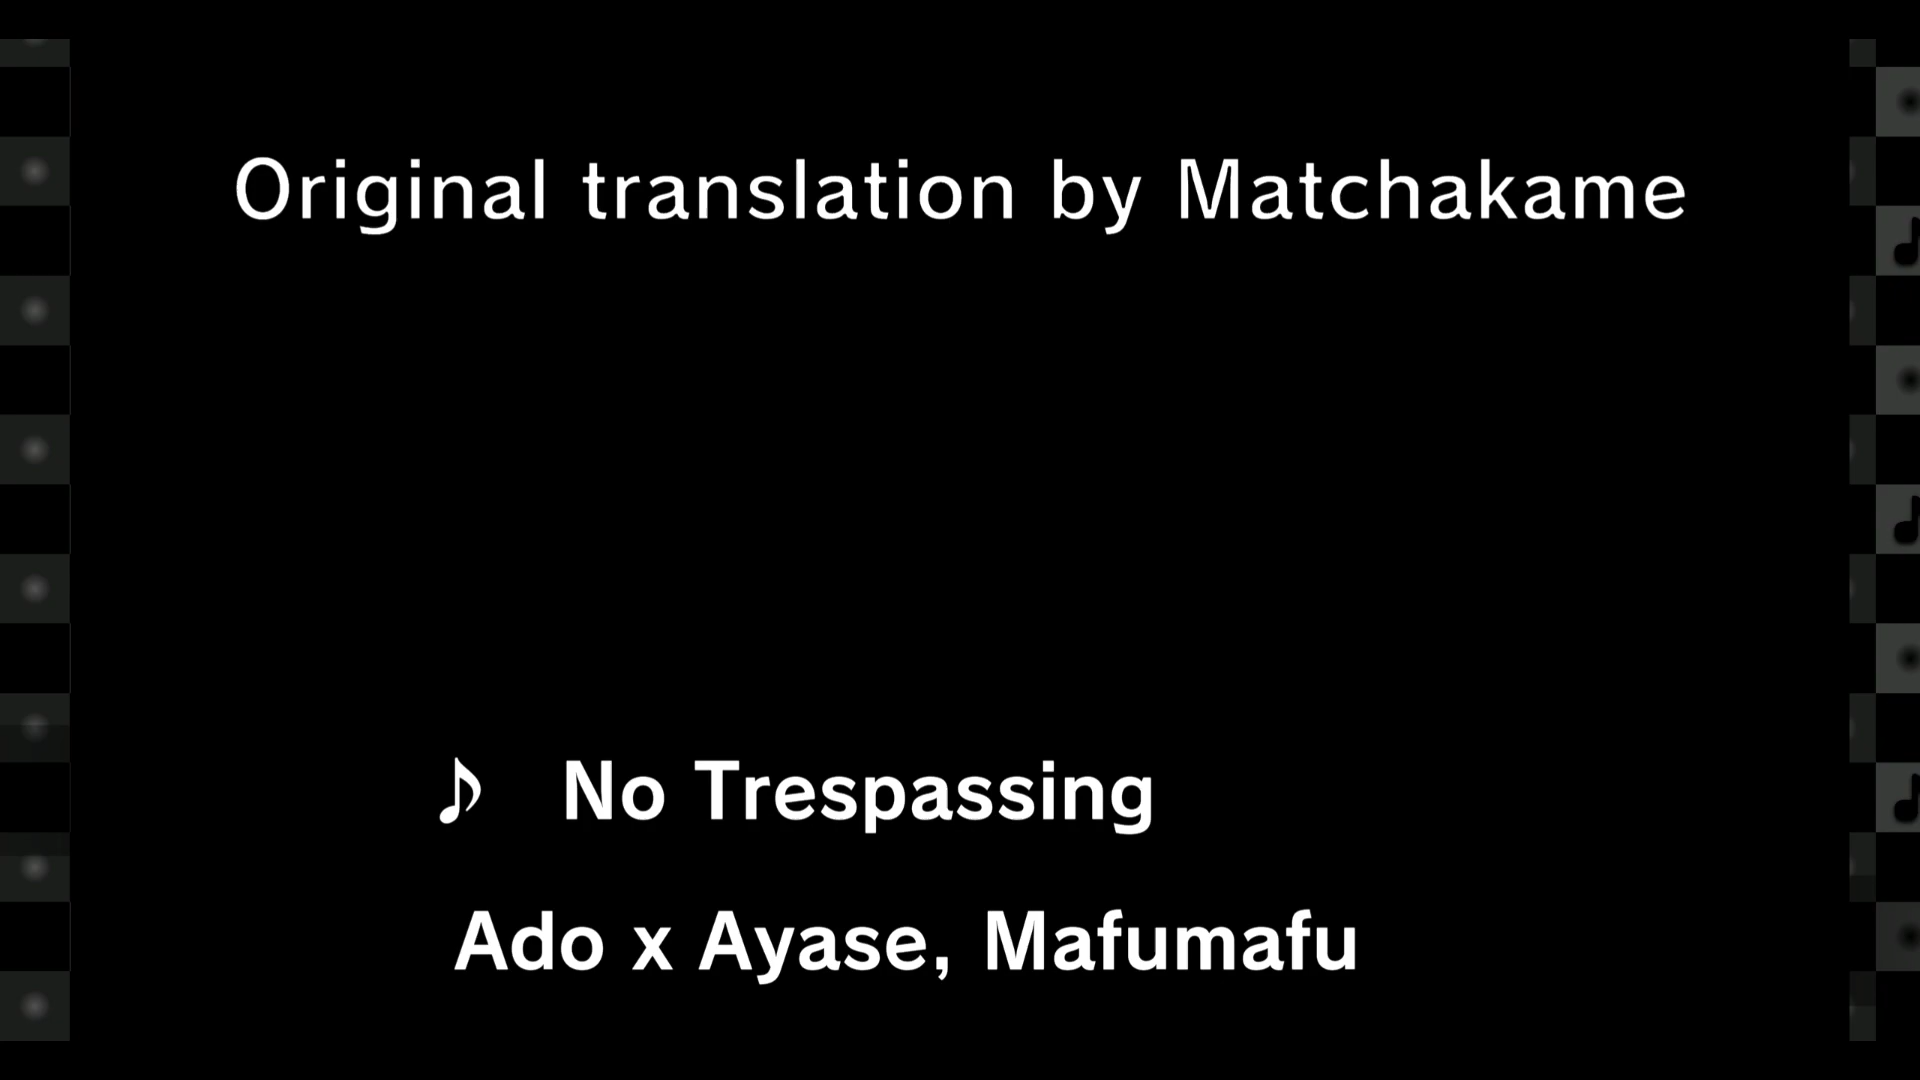 Original translation by Matchakame
♪ No Trespassing
Ado x Ayase, Mafumafu